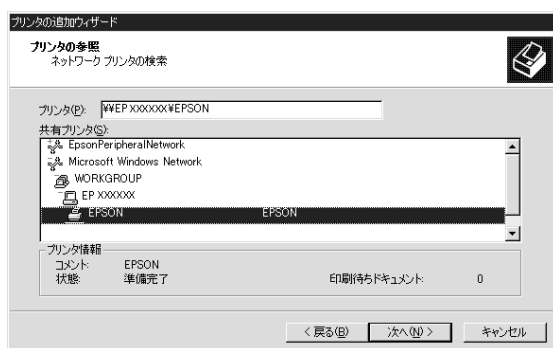 プリンタの追加ウィザード
プリンタの参照
ネットワーク プリンタの検索
プリンタ(P): ¥¥EP XXXXXX¥EPSON
共有プリンタ(S):
EpsonPeripheralNetwork
Microsoft Windows Network
WORKGROUP
EP XXXXXX
EPSON EPSON
プリンタ情報
コメント: EPSON
状態: 準備完了 印刷待ちドキュメント: 0
< 戻る(B) 次へ(N) > キャンセル